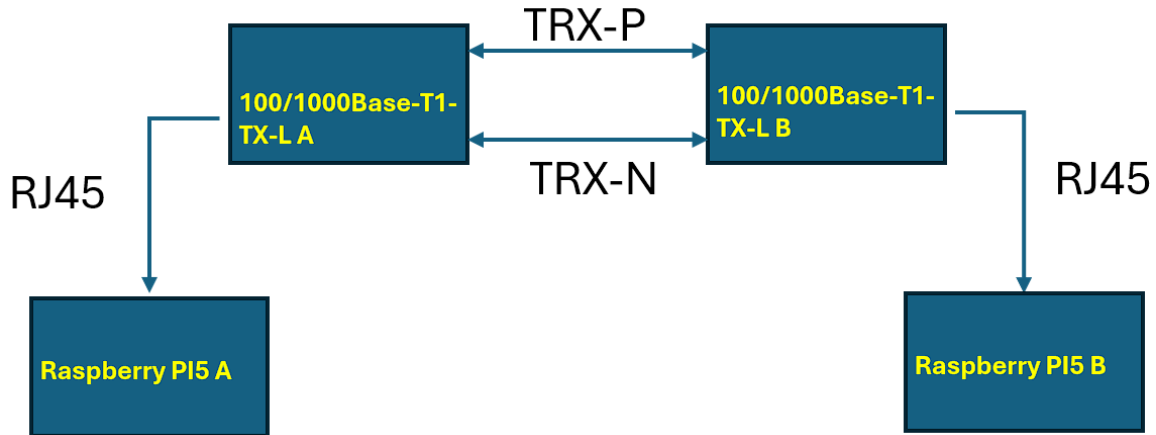 TRX-P
100/1000Base-T1-
TX-L A
100/1000Base-T1-
TX-L B
TRX-N
RJ45
RJ45
Raspberry PI5 A
Raspberry PI5 B